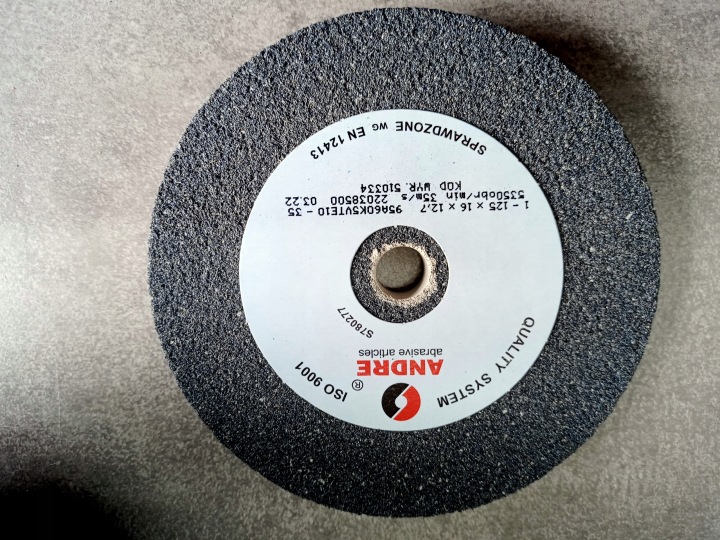 ANDRE®
abrasive articles
ISO 9001
QUALITY SYSTEM
S780277
1 - 125 x 16 x 12,7 95A60K5VTE10 - 35
5350obr/min 35m/s 22038500 03.22
KOD WYR. 510334
SPRAWDZONE WG EN 12413